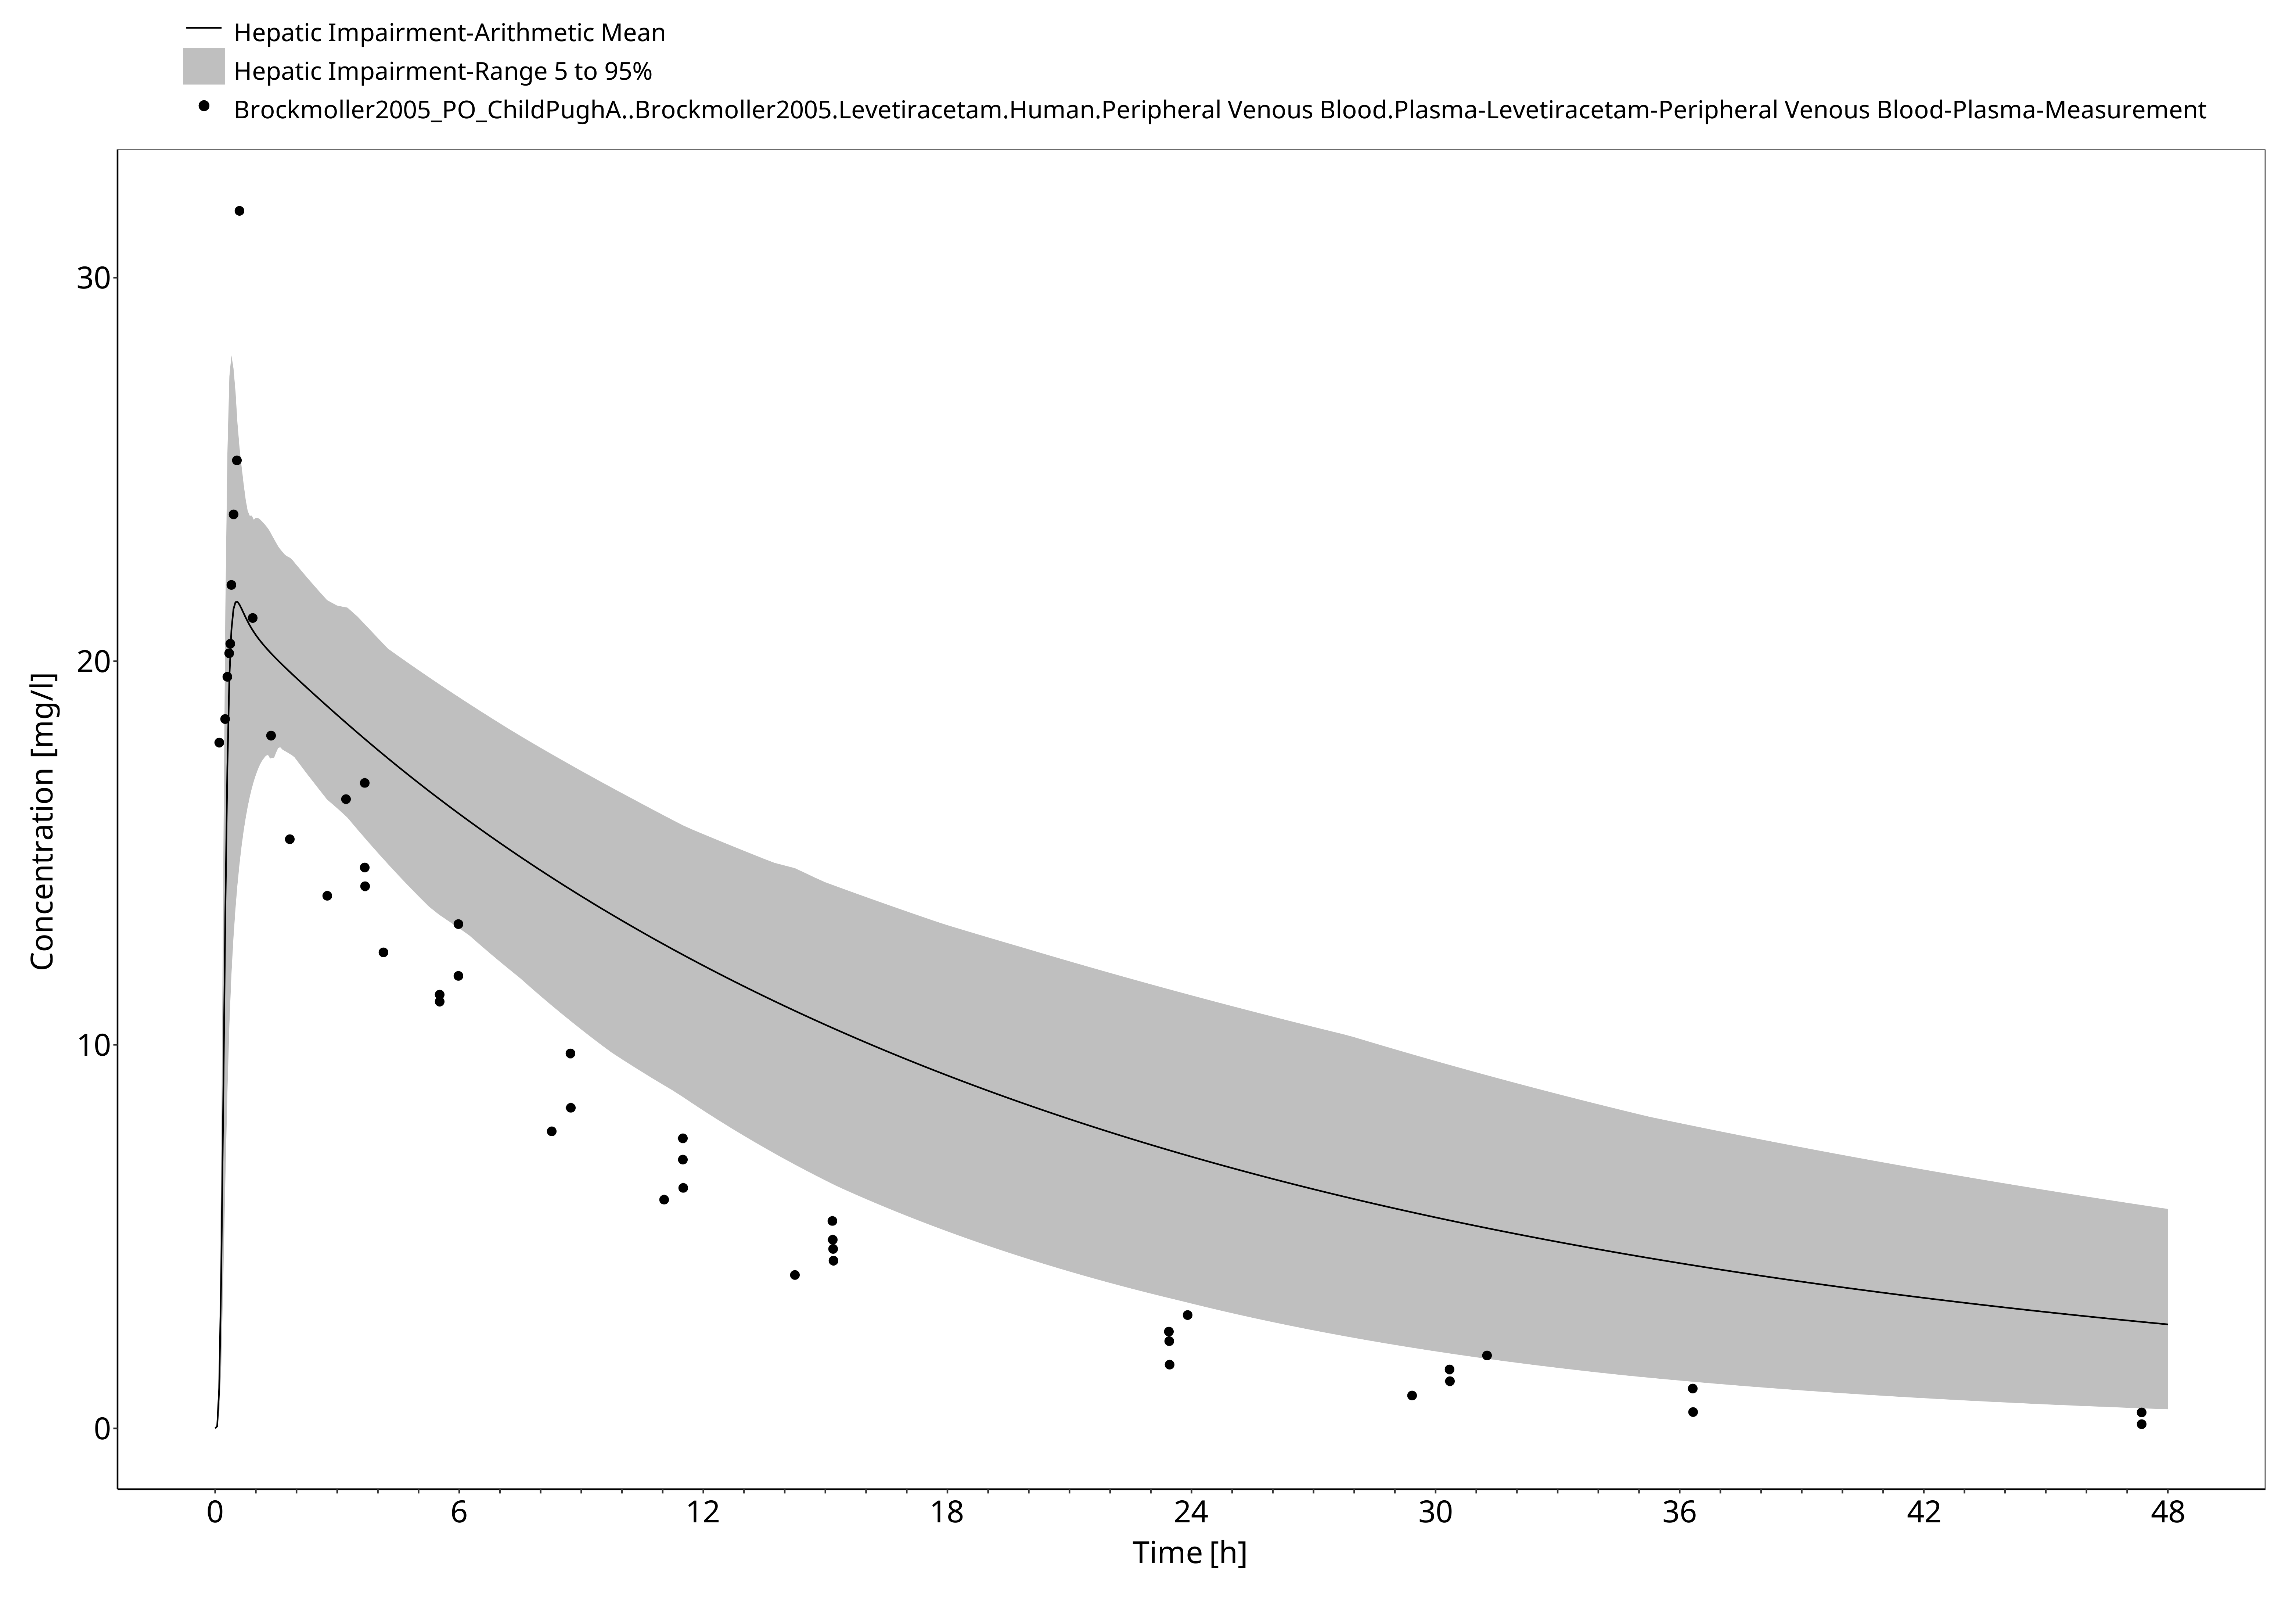 Hepatic Impairment-Arithmetic Mean
Hepatic Impairment-Range 5 to 95%
Brockmoller2005_PO_ChildPughA..Brockmoller2005.Levetiracetam.Human.Peripheral Venous Blood.Plasma-Levetiracetam-Peripheral Venous Blood-Plasma-Measurement
Concentration [mg/l]
30
20
10
0
0 6 12 18 24 30 36 42 48
Time [h]